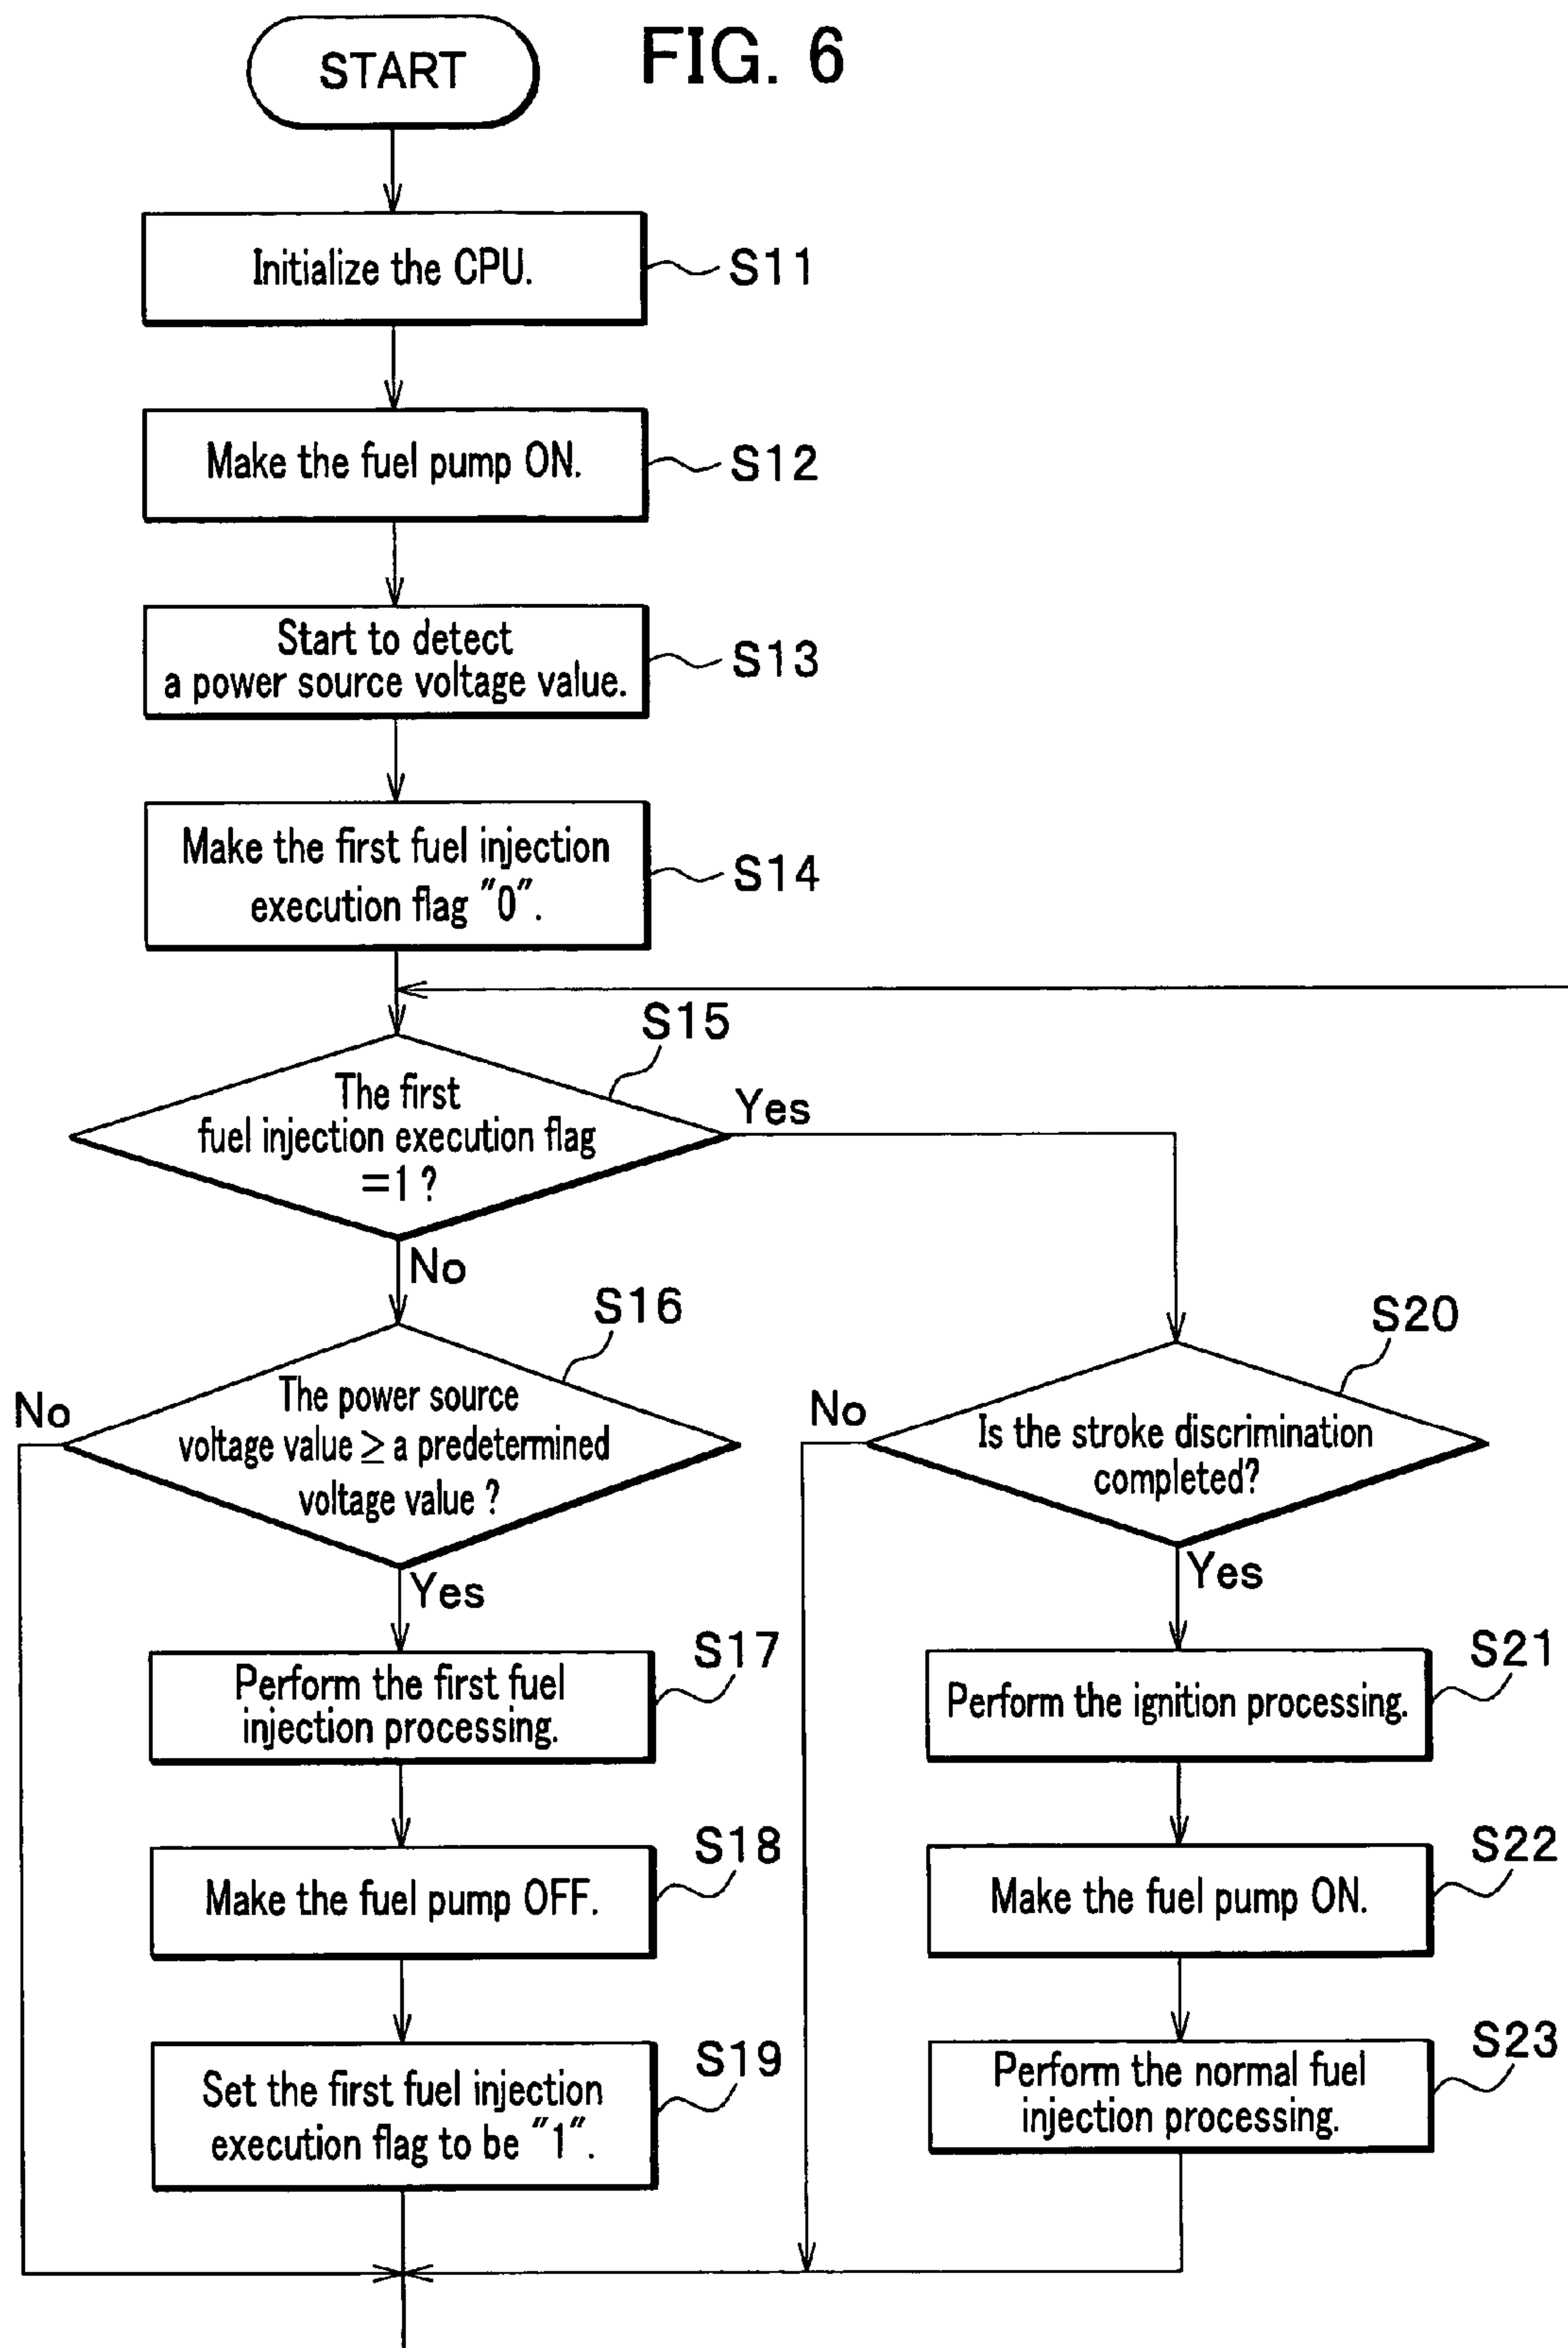 FIG. 6
START
Initialize the CPU.
S11
Make the fuel pump ON.
S12
Start to detect
a power source voltage value.
S13
Make the first fuel injection
execution flag "0".
S14
S15
The first
fuel injection execution flag
=1 ?
Yes
No
S16
The power source
voltage value ≥ a predetermined
voltage value ?
No
Yes
S17
Perform the first fuel
injection processing.
S18
Make the fuel pump OFF.
S19
Set the first fuel injection
execution flag to be "1".
S20
Is the stroke discrimination
completed?
No
Yes
S21
Perform the ignition processing.
S22
Make the fuel pump ON.
S23
Perform the normal fuel
injection processing.